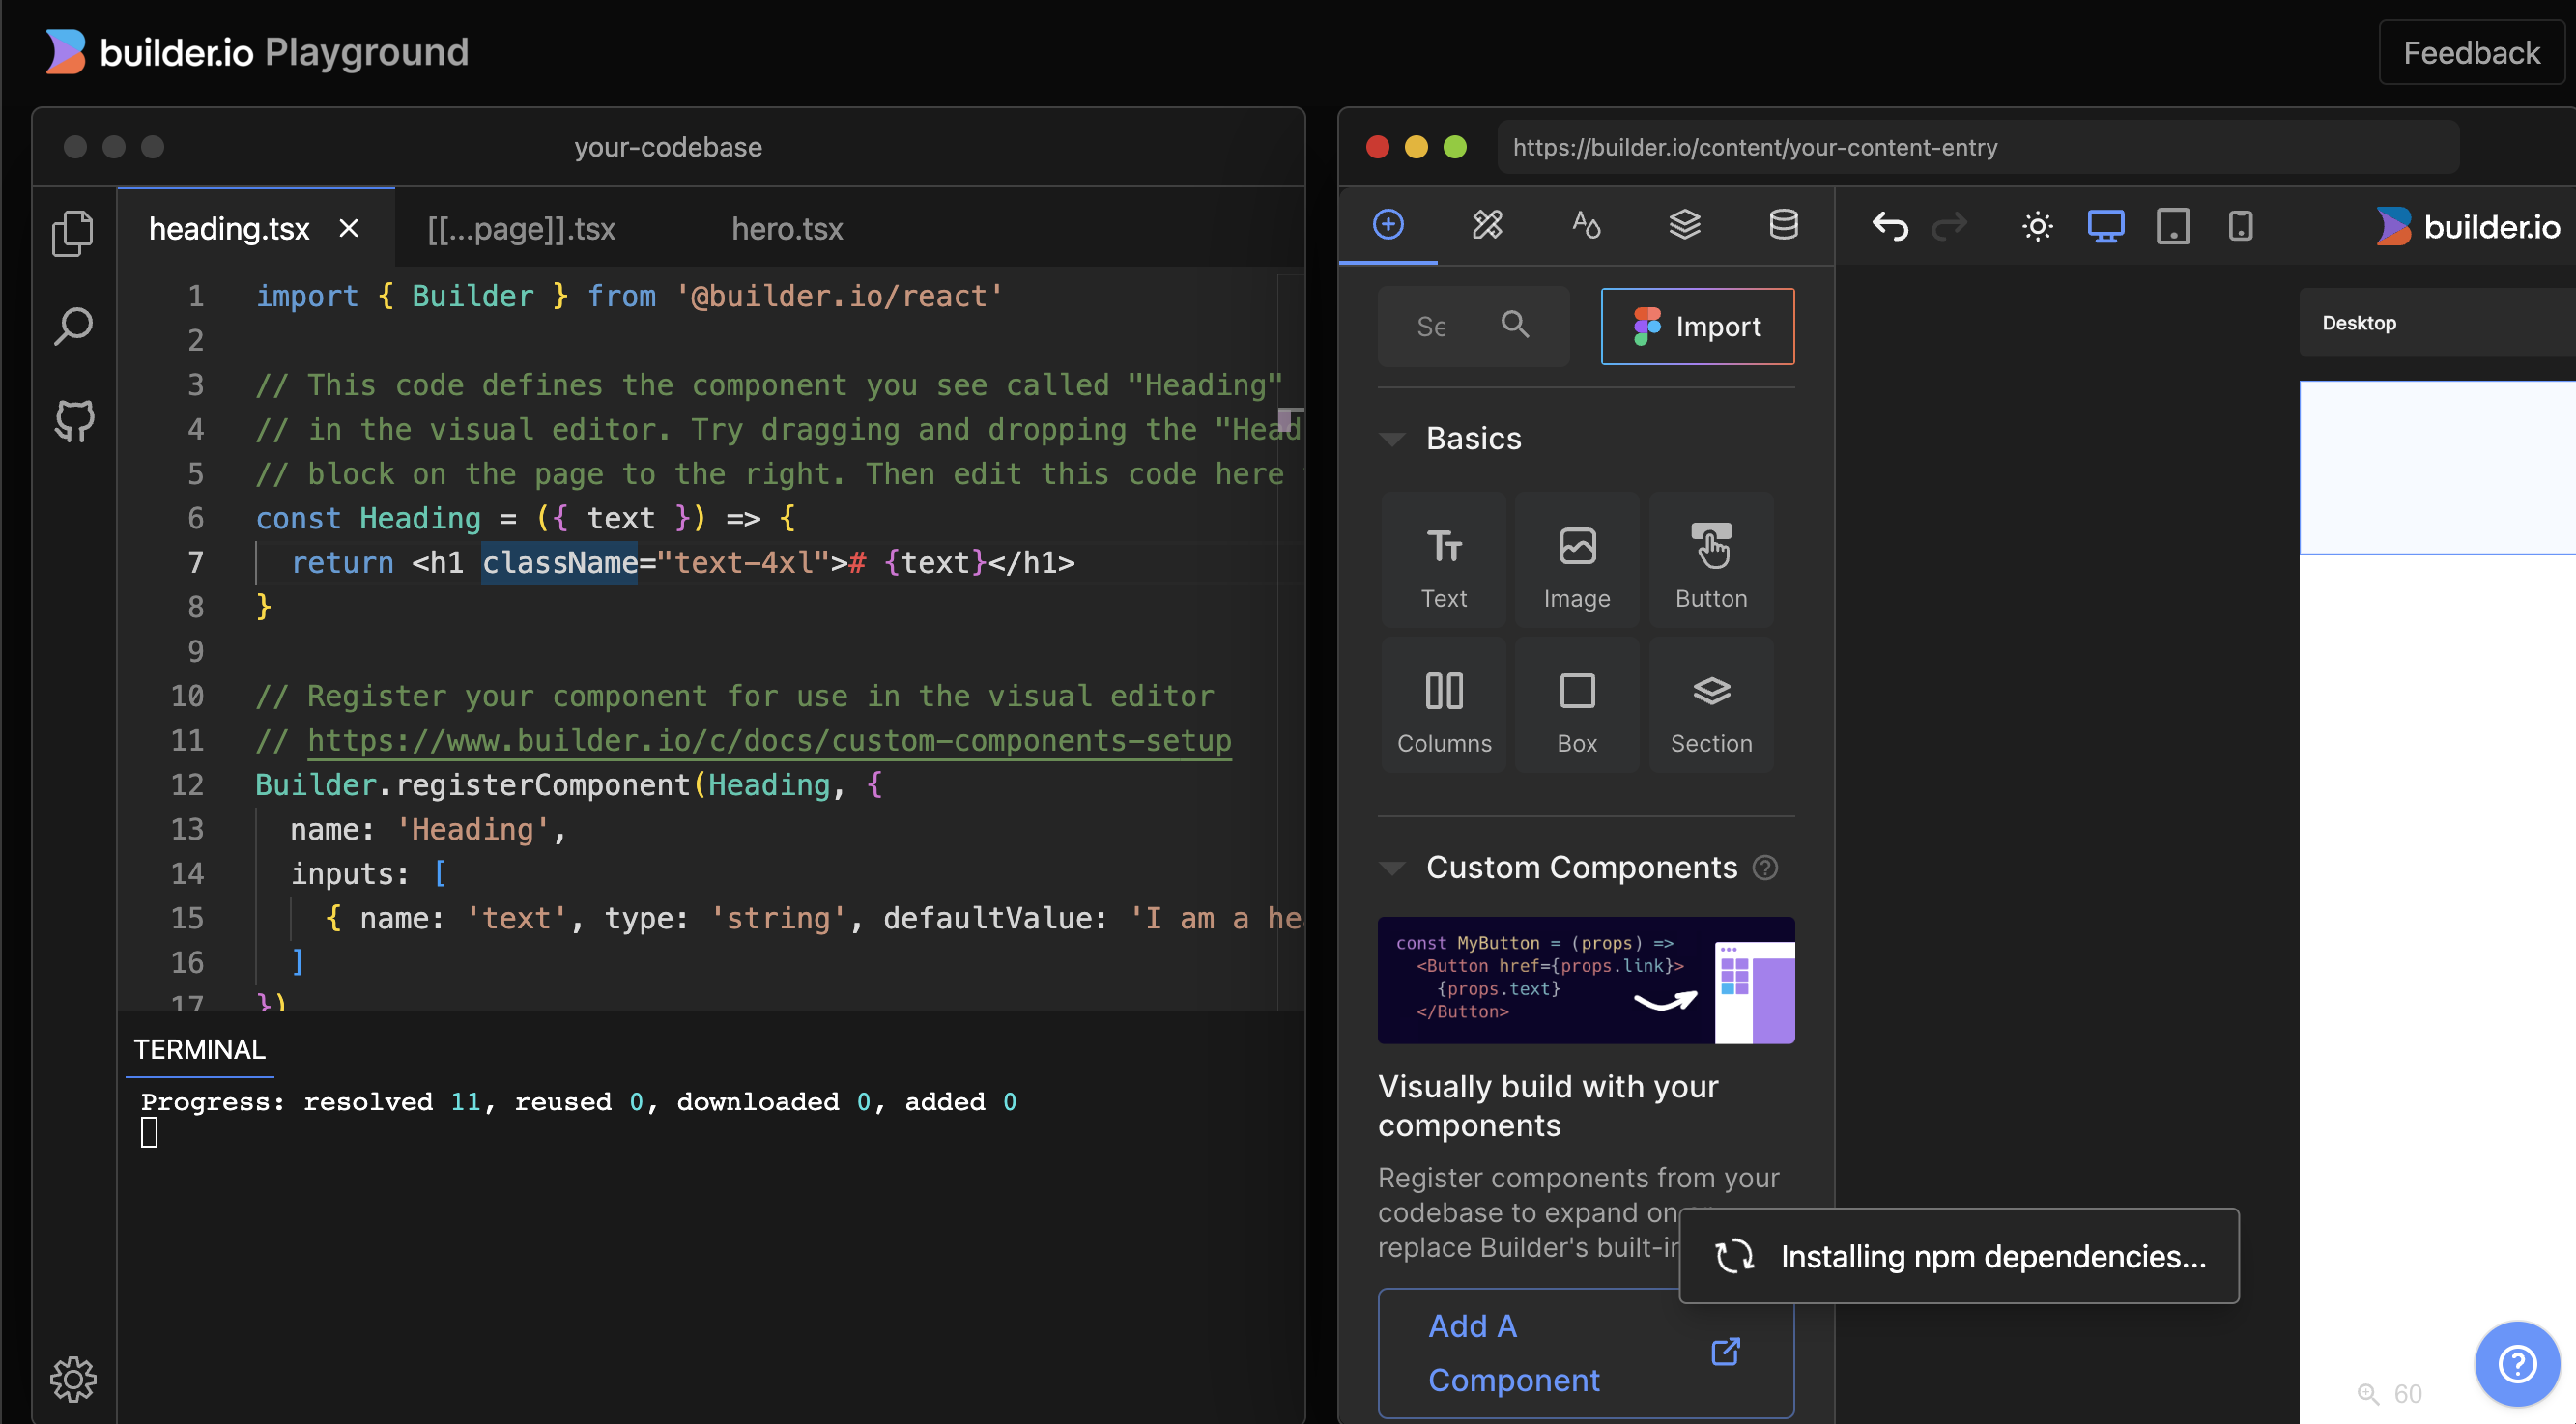 builder.io Playground
Feedback
your-codebase
https://builder.io/content/your-content-entry
heading.tsx
[[...page]].tsx
hero.tsx
builder.io
1 import { Builder } from '@builder.io/react'
2
3 // This code defines the component you see called "Heading"
4 // in the visual editor. Try dragging and dropping the "Head
5 // block on the page to the right. Then edit this code here
6 const Heading = ({ text }) => {
7 return <h1 className="text-4xl"># {text}</h1>
8 }
9
10 // Register your component for use in the visual editor
11 // https://www.builder.io/c/docs/custom-components-setup
12 Builder.registerComponent(Heading, {
13 name: 'Heading',
14 inputs: [
15 { name: 'text', type: 'string', defaultValue: 'I am a he
16 ]
17 })
TERMINAL
Progress: resolved 11, reused 0, downloaded 0, added 0
Se
Import
Desktop
Basics
Text
Image
Button
Columns
Box
Section
Custom Components
const MyButton = (props) =>
<Button href={props.link}>
{props.text}
</Button>
Visually build with your
components
Register components from your
codebase to expand on
replace Builder's built-in
Installing npm dependencies...
Add A
Component
60